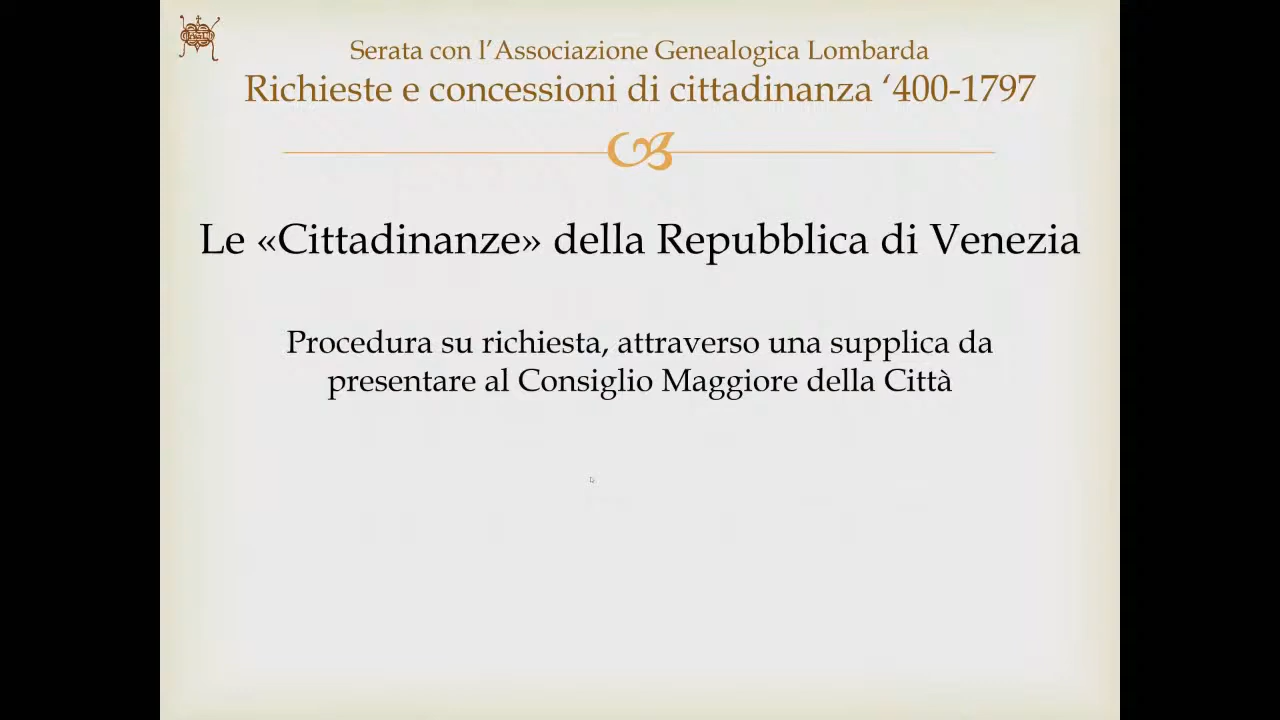 Serata con l’Associazione Genealogica Lombarda
Richieste e concessioni di cittadinanza ‘400-1797
Le «Cittadinanze» della Repubblica di Venezia
Procedura su richiesta, attraverso una supplica da
presentare al Consiglio Maggiore della Città